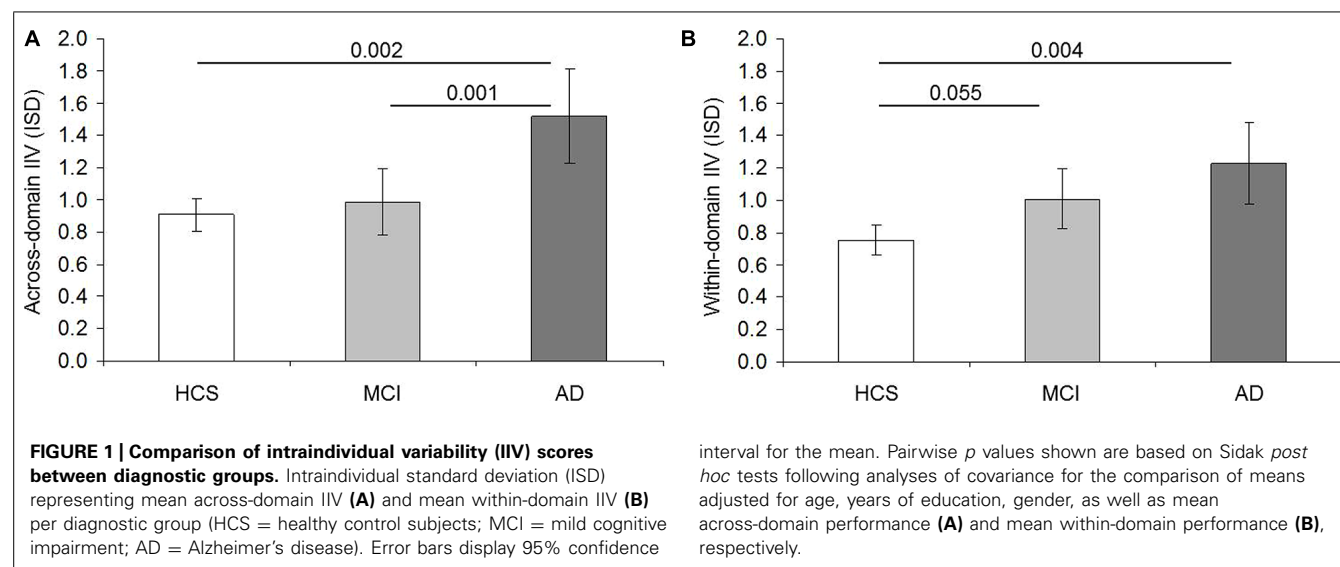 A
Across-domain IIV (ISD)
2.0
1.8
1.6
1.4
1.2
1.0
0.8
0.6
0.4
0.2
0.0
0.002
0.001
HCS MCI AD
B
Within-domain IIV (ISD)
2.0
1.8
1.6
1.4
1.2
1.0
0.8
0.6
0.4
0.2
0.0
0.004
0.055
HCS MCI AD
FIGURE 1 | Comparison of intraindividual variability (IIV) scores
between diagnostic groups. Intraindividual standard deviation (ISD)
representing mean across-domain IIV (A) and mean within-domain IIV (B)
per diagnostic group (HCS = healthy control subjects; MCI = mild cognitive
impairment; AD = Alzheimer's disease). Error bars display 95% confidence
interval for the mean. Pairwise p values shown are based on Sidak post
hoc tests following analyses of covariance for the comparison of means
adjusted for age, years of education, gender, as well as mean
across-domain performance (A) and mean within-domain performance (B),
respectively.